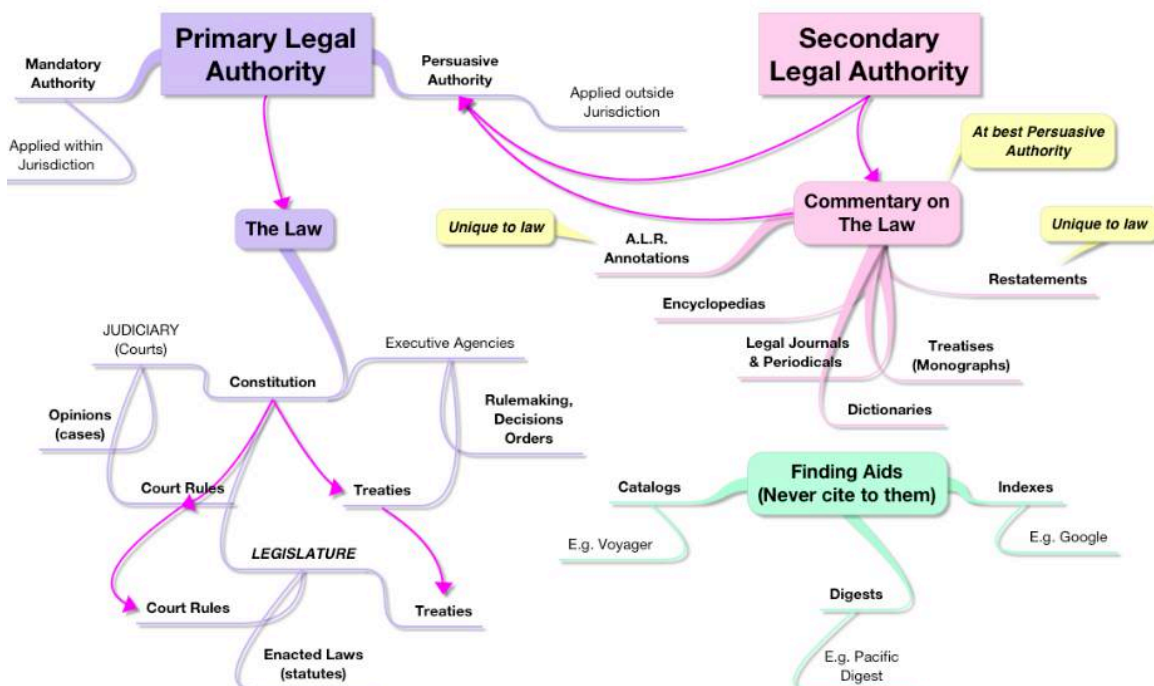 Primary Legal
Authority
Mandatory
Authority
Applied within
Jurisdiction
Persuasive
Authority
Applied outside
Jurisdiction
The Law
JUDICIARY
(Courts)
Constitution
Executive Agencies
Opinions
(cases)
Rulemaking,
Decisions
Orders
Court Rules
Treaties
LEGISLATURE
Court Rules
Treaties
Enacted Laws
(statutes)
Secondary
Legal Authority
At best Persuasive
Authority
Commentary on
The Law
Unique to law
A.L.R.
Annotations
Unique to law
Restatements
Encyclopedias
Legal Journals
& Periodicals
Treatises
(Monographs)
Dictionaries
Finding Aids
(Never cite to them)
Catalogs
E.g. Voyager
Indexes
E.g. Google
Digests
E.g. Pacific
Digest